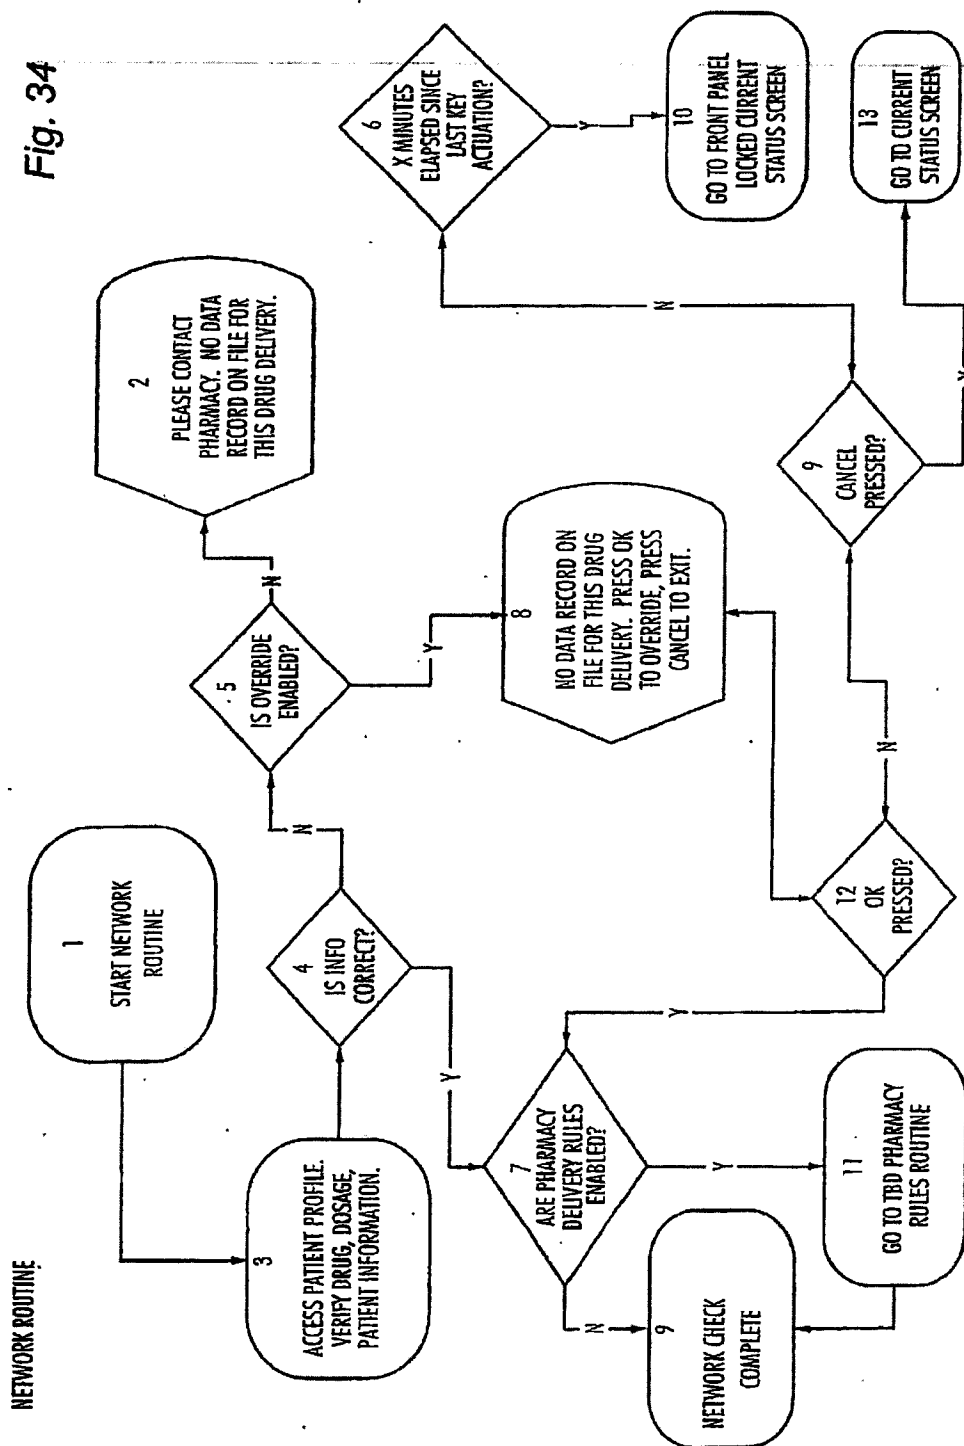 Fig. 34
NETWORK ROUTINE
1
START NETWORK
ROUTINE
3
ACCESS PATIENT PROFILE.
VERIFY DRUG, DOSAGE,
PATIENT INFORMATION.
4
IS INFO
CORRECT?
N
Y
5
IS OVERRIDE
ENABLED?
N
Y
2
PLEASE CONTACT
PHARMACY. NO DATA
RECORD ON FILE FOR
THIS DRUG DELIVERY.
8
NO DATA RECORD ON
FILE FOR THIS DRUG
DELIVERY. PRESS OK
TO OVERRIDE, PRESS
CANCEL TO EXIT.
7
ARE PHARMACY
DELIVERY RULES
ENABLED?
N
Y
9
NETWORK CHECK
COMPLETE
11
GO TO TBD PHARMACY
RULES ROUTINE
12
OK
PRESSED?
Y
N
9
CANCEL
PRESSED?
N
Y
6
X MINUTES
ELAPSED SINCE
LAST KEY
ACTUATION?
Y
10
GO TO FRONT PANEL
LOCKED CURRENT
STATUS SCREEN
13
GO TO CURRENT
STATUS SCREEN